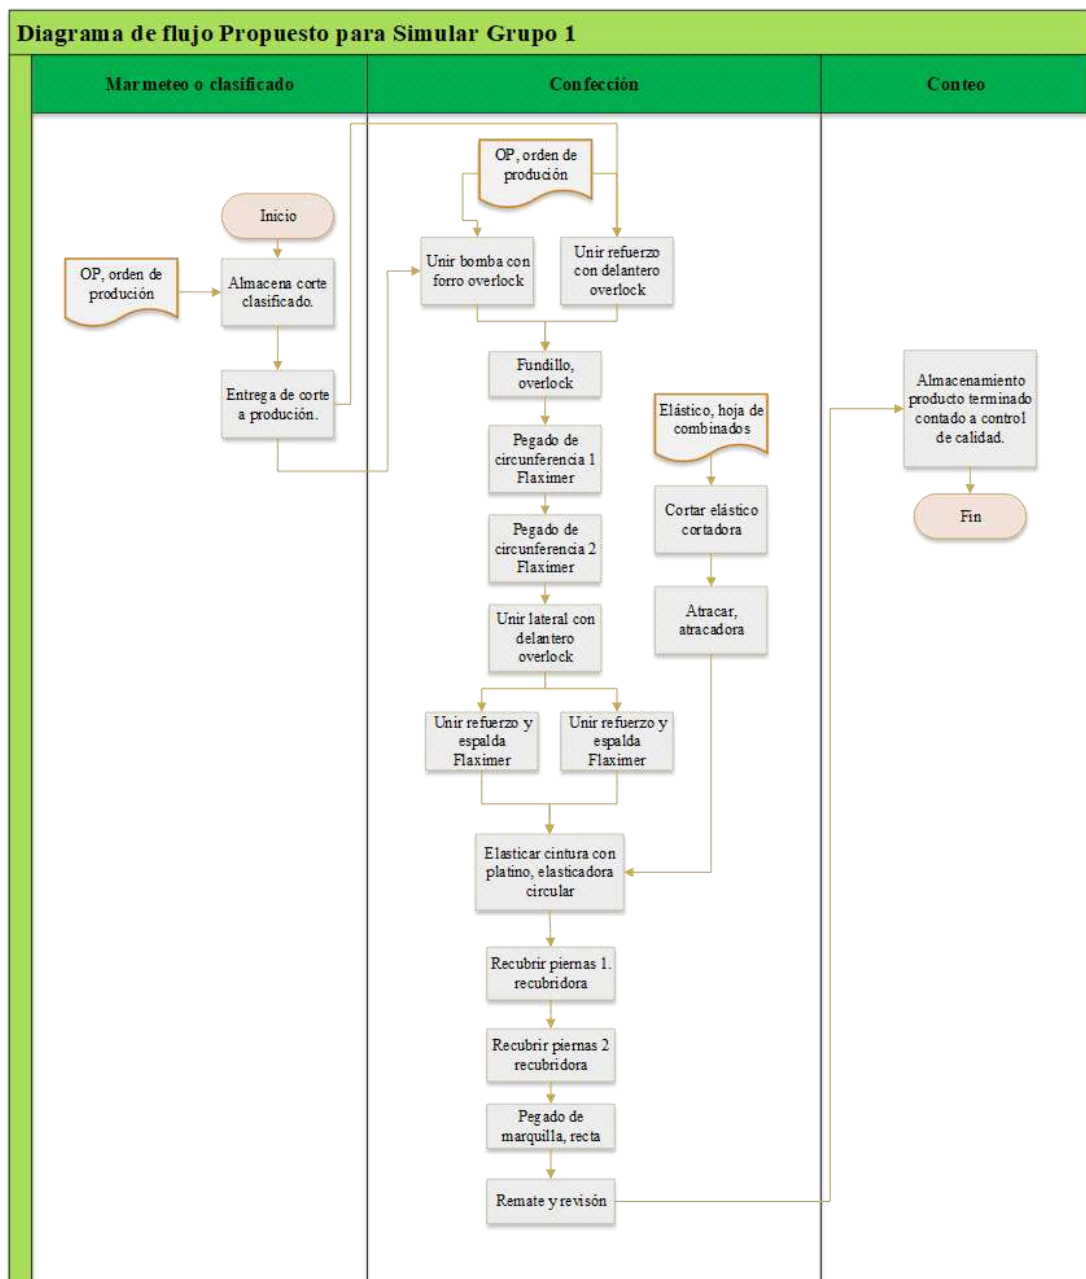 Diagrama de flujo Propuesto para Simular Grupo 1
Marmeteo o clasificado
Confección
Conteo
Inicio
OP, orden de
produción
Almacena corte
clasificado.
Entrega de corte
a produción.
OP, orden de
produción
Unir bomba con
forro overlock
Unir refuerzo
con delantero
overlock
Fundillo,
overlock
Pegado de
circunferencia 1
Flaximer
Pegado de
circunferencia 2
Flaximer
Unir lateral con
delantero
overlock
Unir refuerzo y
espalda
Flaximer
Unir refuerzo y
espalda
Flaximer
Elástico, hoja de
combinados
Cortar elástico
cortadora
Atracar,
atracadora
Elasticar cintura con
platino, elasticadora
circular
Recubrir piernas 1.
recubridora
Recubrir piernas 2
recubridora
Pegado de
marquilla, recta
Remate y revisón
Almacenamiento
producto terminado
contado a control
de calidad.
Fin